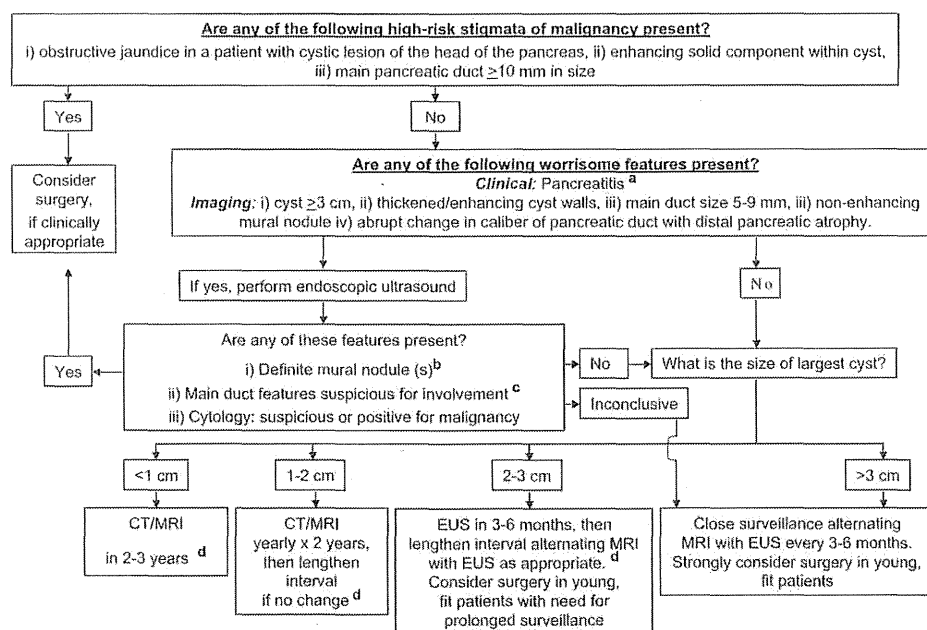 Are any of the following high-risk stigmata of malignancy present?
i) obstructive jaundice in a patient with cystic lesion of the head of the pancreas, ii) enhancing solid component within cyst,
iii) main pancreatic duct ≥10 mm in size
Yes
No
Consider
surgery,
if clinically
appropriate
Are any of the following worrisome features present?
Clinical: Pancreatitis a
Imaging: i) cyst ≥3 cm, ii) thickened/enhancing cyst walls, iii) main duct size 5-9 mm, iii) non-enhancing
mural nodule iv) abrupt change in caliber of pancreatic duct with distal pancreatic atrophy.
If yes, perform endoscopic ultrasound
No
Are any of these features present?
i) Definite mural nodule (s) b
ii) Main duct features suspicious for involvement c
iii) Cytology: suspicious or positive for malignancy
Yes
No
What is the size of largest cyst?
Inconclusive
<1 cm
1-2 cm
2-3 cm
>3 cm
CT/MRI
in 2-3 years d
CT/MRI
yearly x 2 years,
then lengthen
interval
if no change d
EUS in 3-6 months, then
lengthen interval alternating MRI
with EUS as appropriate. d
Consider surgery in young,
fit patients with need for
prolonged surveillance
Close surveillance alternating
MRI with EUS every 3-6 months.
Strongly consider surgery in young,
fit patients